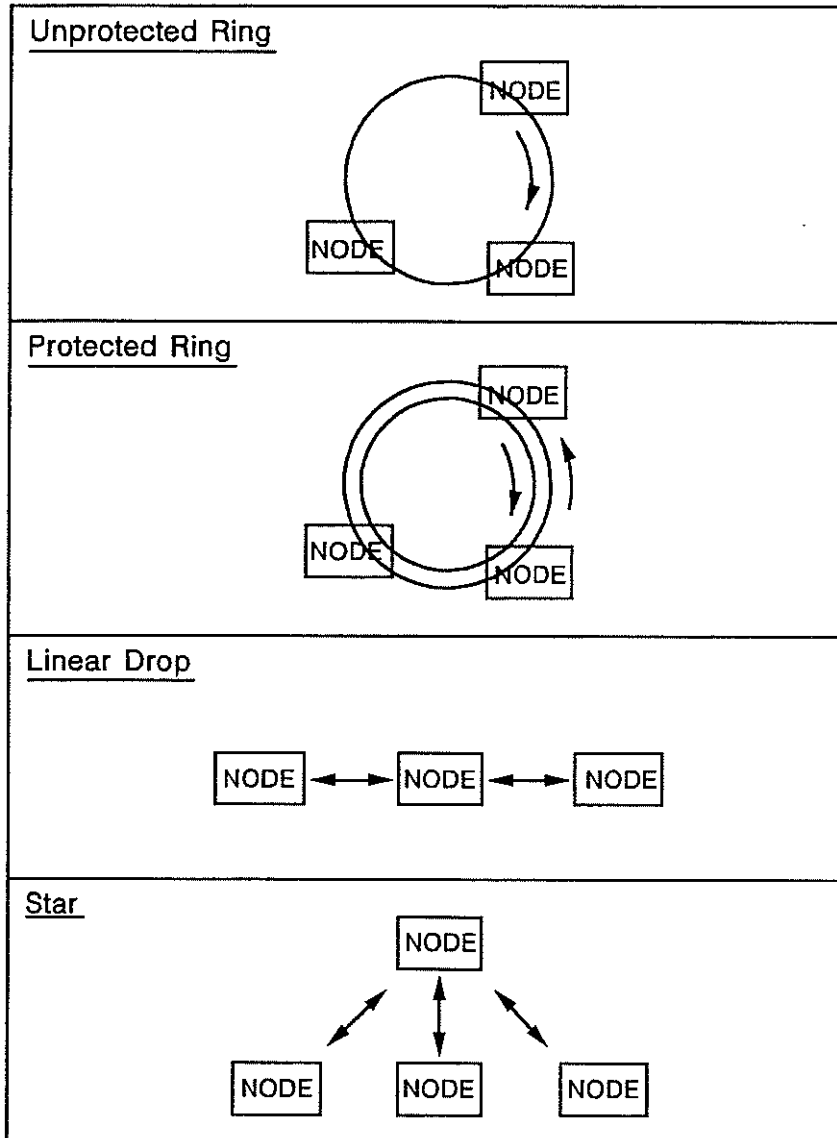 Unprotected Ring
NODE
NODE
NODE
Protected Ring
NODE
NODE
NODE
Linear Drop
NODE NODE NODE
Star
NODE
NODE NODE NODE